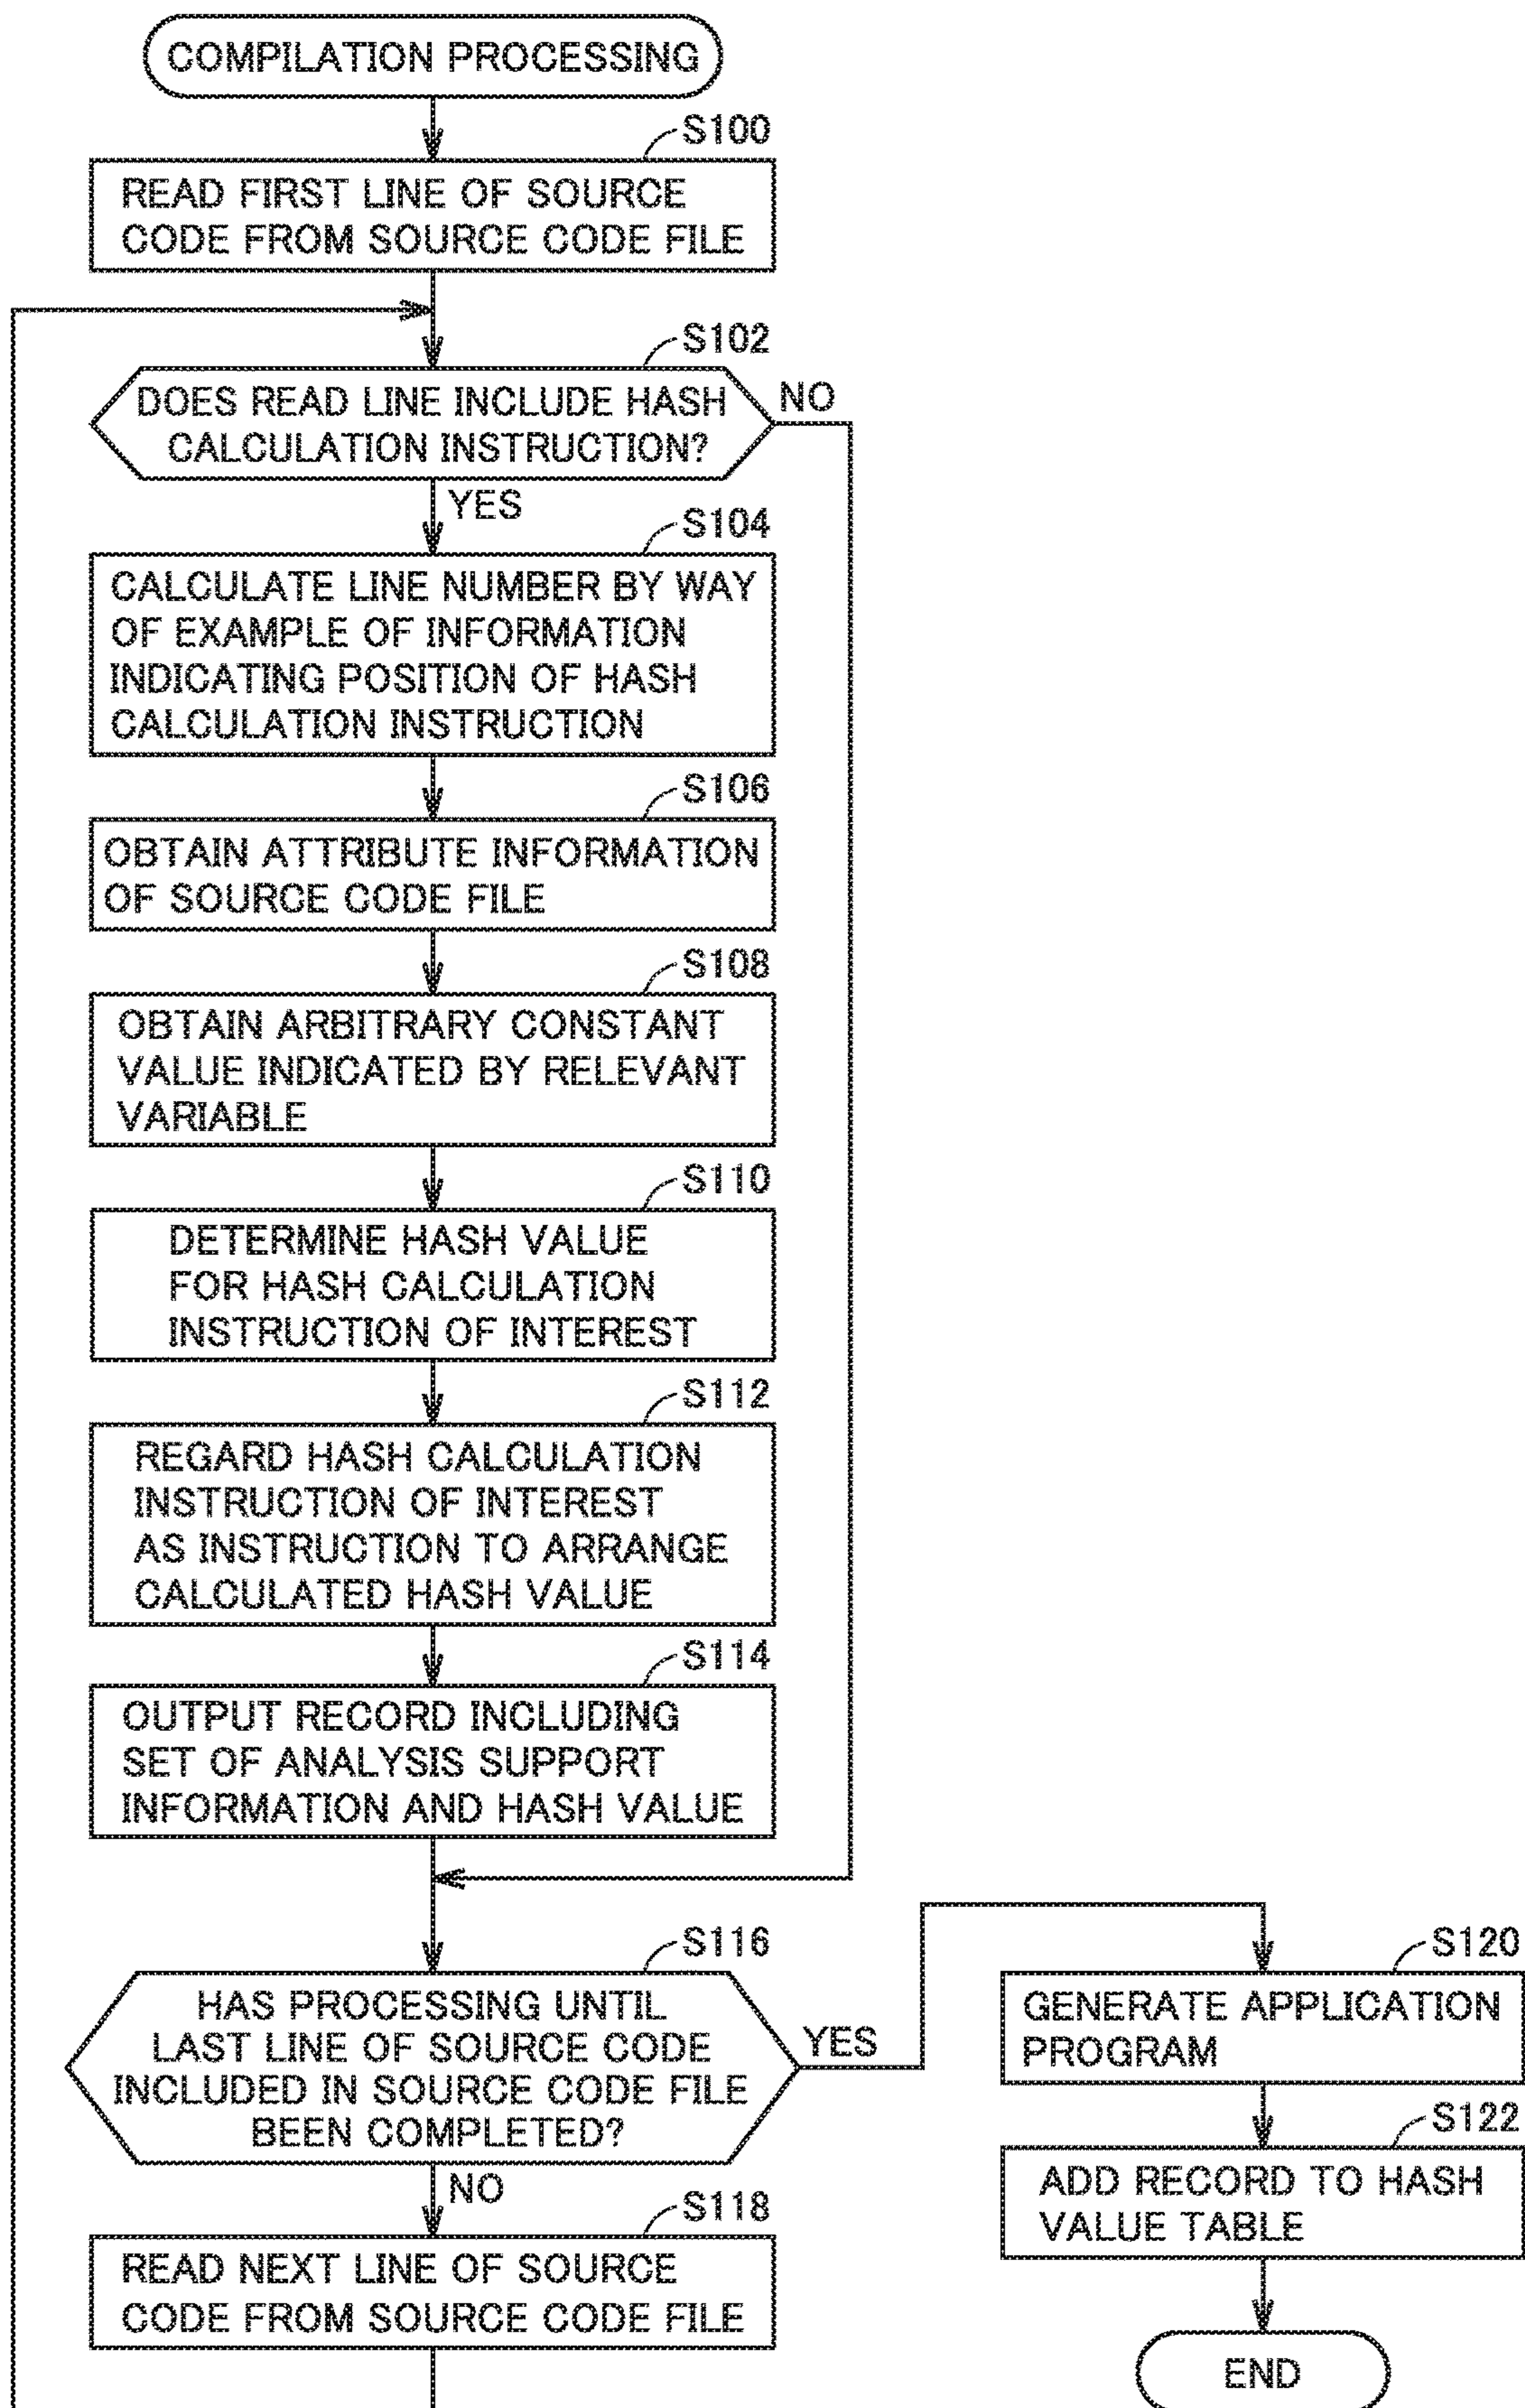 COMPILATION PROCESSING
S100
READ FIRST LINE OF SOURCE
CODE FROM SOURCE CODE FILE
S102
DOES READ LINE INCLUDE HASH
CALCULATION INSTRUCTION?
NO
YES
S104
CALCULATE LINE NUMBER BY WAY
OF EXAMPLE OF INFORMATION
INDICATING POSITION OF HASH
CALCULATION INSTRUCTION
S106
OBTAIN ATTRIBUTE INFORMATION
OF SOURCE CODE FILE
S108
OBTAIN ARBITRARY CONSTANT
VALUE INDICATED BY RELEVANT
VARIABLE
S110
DETERMINE HASH VALUE
FOR HASH CALCULATION
INSTRUCTION OF INTEREST
S112
REGARD HASH CALCULATION
INSTRUCTION OF INTEREST
AS INSTRUCTION TO ARRANGE
CALCULATED HASH VALUE
S114
OUTPUT RECORD INCLUDING
SET OF ANALYSIS SUPPORT
INFORMATION AND HASH VALUE
S116
HAS PROCESSING UNTIL
LAST LINE OF SOURCE CODE
INCLUDED IN SOURCE CODE FILE
BEEN COMPLETED?
YES
NO
S118
READ NEXT LINE OF SOURCE
CODE FROM SOURCE CODE FILE
S120
GENERATE APPLICATION
PROGRAM
S122
ADD RECORD TO HASH
VALUE TABLE
END